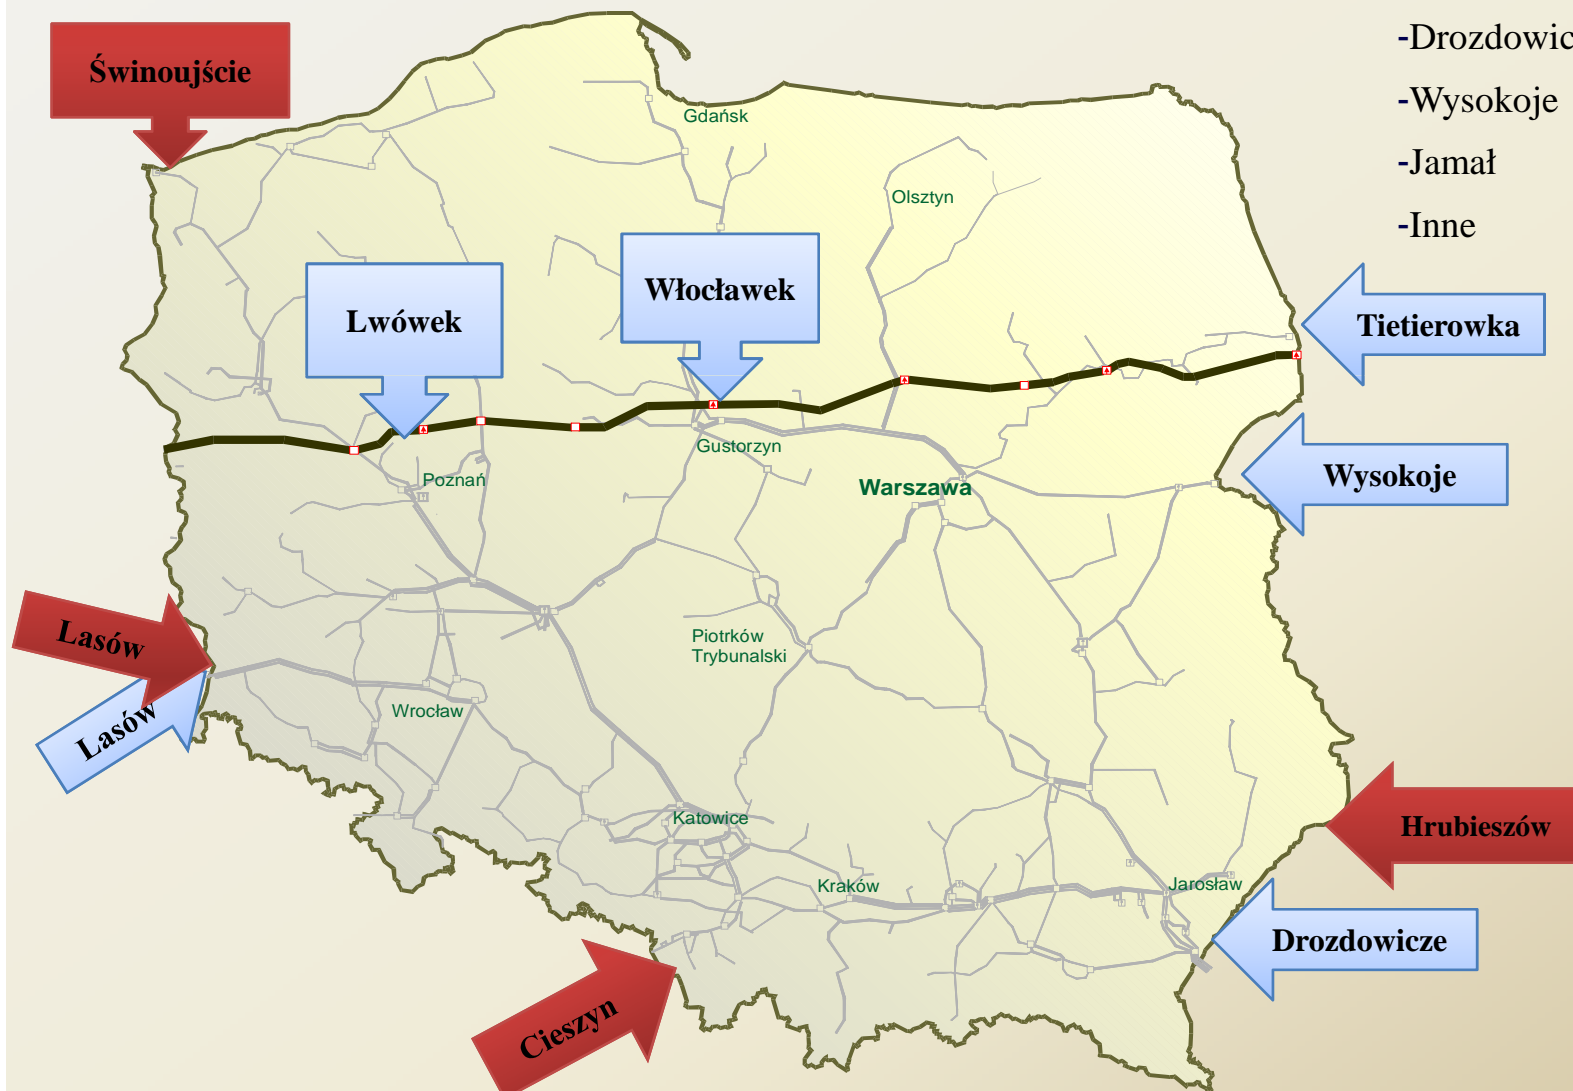 Świnoujście
-Drozdowic
-Wysokoje
-Jamał
-Inne
Gdańsk
Olsztyn
Włocławek
Lwówek
Tietierowka
Gustorzyn
Poznań
Warszawa
Wysokoje
Lasów
Lasów
Piotrków
Trybunalski
Wrocław
Katowice
Hrubieszów
Kraków
Jarosław
Drozdowicze
Cieszyn